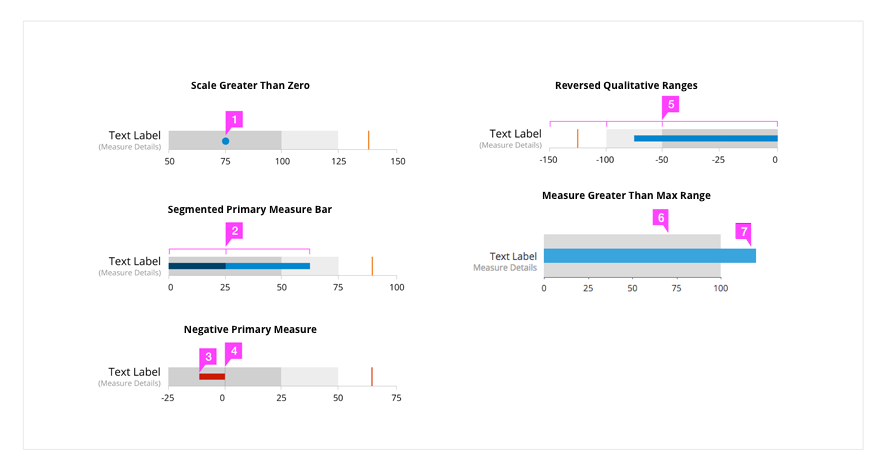 Scale Greater Than Zero
1
Text Label
(Measure Details)
50 75 100 125 150
Segmented Primary Measure Bar
2
Text Label
(Measure Details)
0 25 50 75 100
Negative Primary Measure
3 4
Text Label
(Measure Details)
-25 0 25 50 75
Reversed Qualitative Ranges
5
Text Label
(Measure Details)
-150 -100 -50 -25 0
Measure Greater Than Max Range
6 7
Text Label
Measure Details
0 25 50 75 100